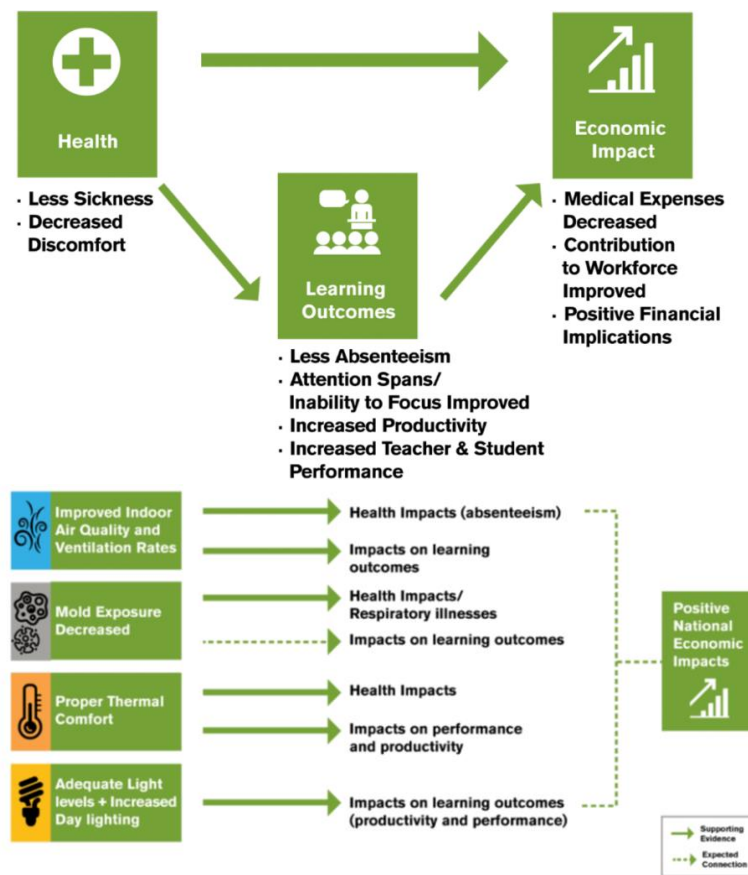 Health
Economic
Impact
· Less Sickness
· Decreased
Discomfort
Learning
Outcomes
· Medical Expenses
Decreased
· Contribution
to Workforce
Improved
· Positive Financial
Implications
· Less Absenteeism
· Attention Spans/
Inability to Focus Improved
· Increased Productivity
· Increased Teacher & Student
Performance
Improved Indoor
Air Quality and
Ventilation Rates
Health Impacts (absenteeism)
Impacts on learning
outcomes
Mold Exposure
Decreased
Health Impacts/
Respiratory illnesses
Impacts on learning outcomes
Positive
National
Economic
Impacts
Proper Thermal
Comfort
Health Impacts
Impacts on performance
and productivity
Adequate Light
levels + Increased
Day lighting
Impacts on learning outcomes
(productivity and performance)
Supporting
Evidence
Expected
Connection